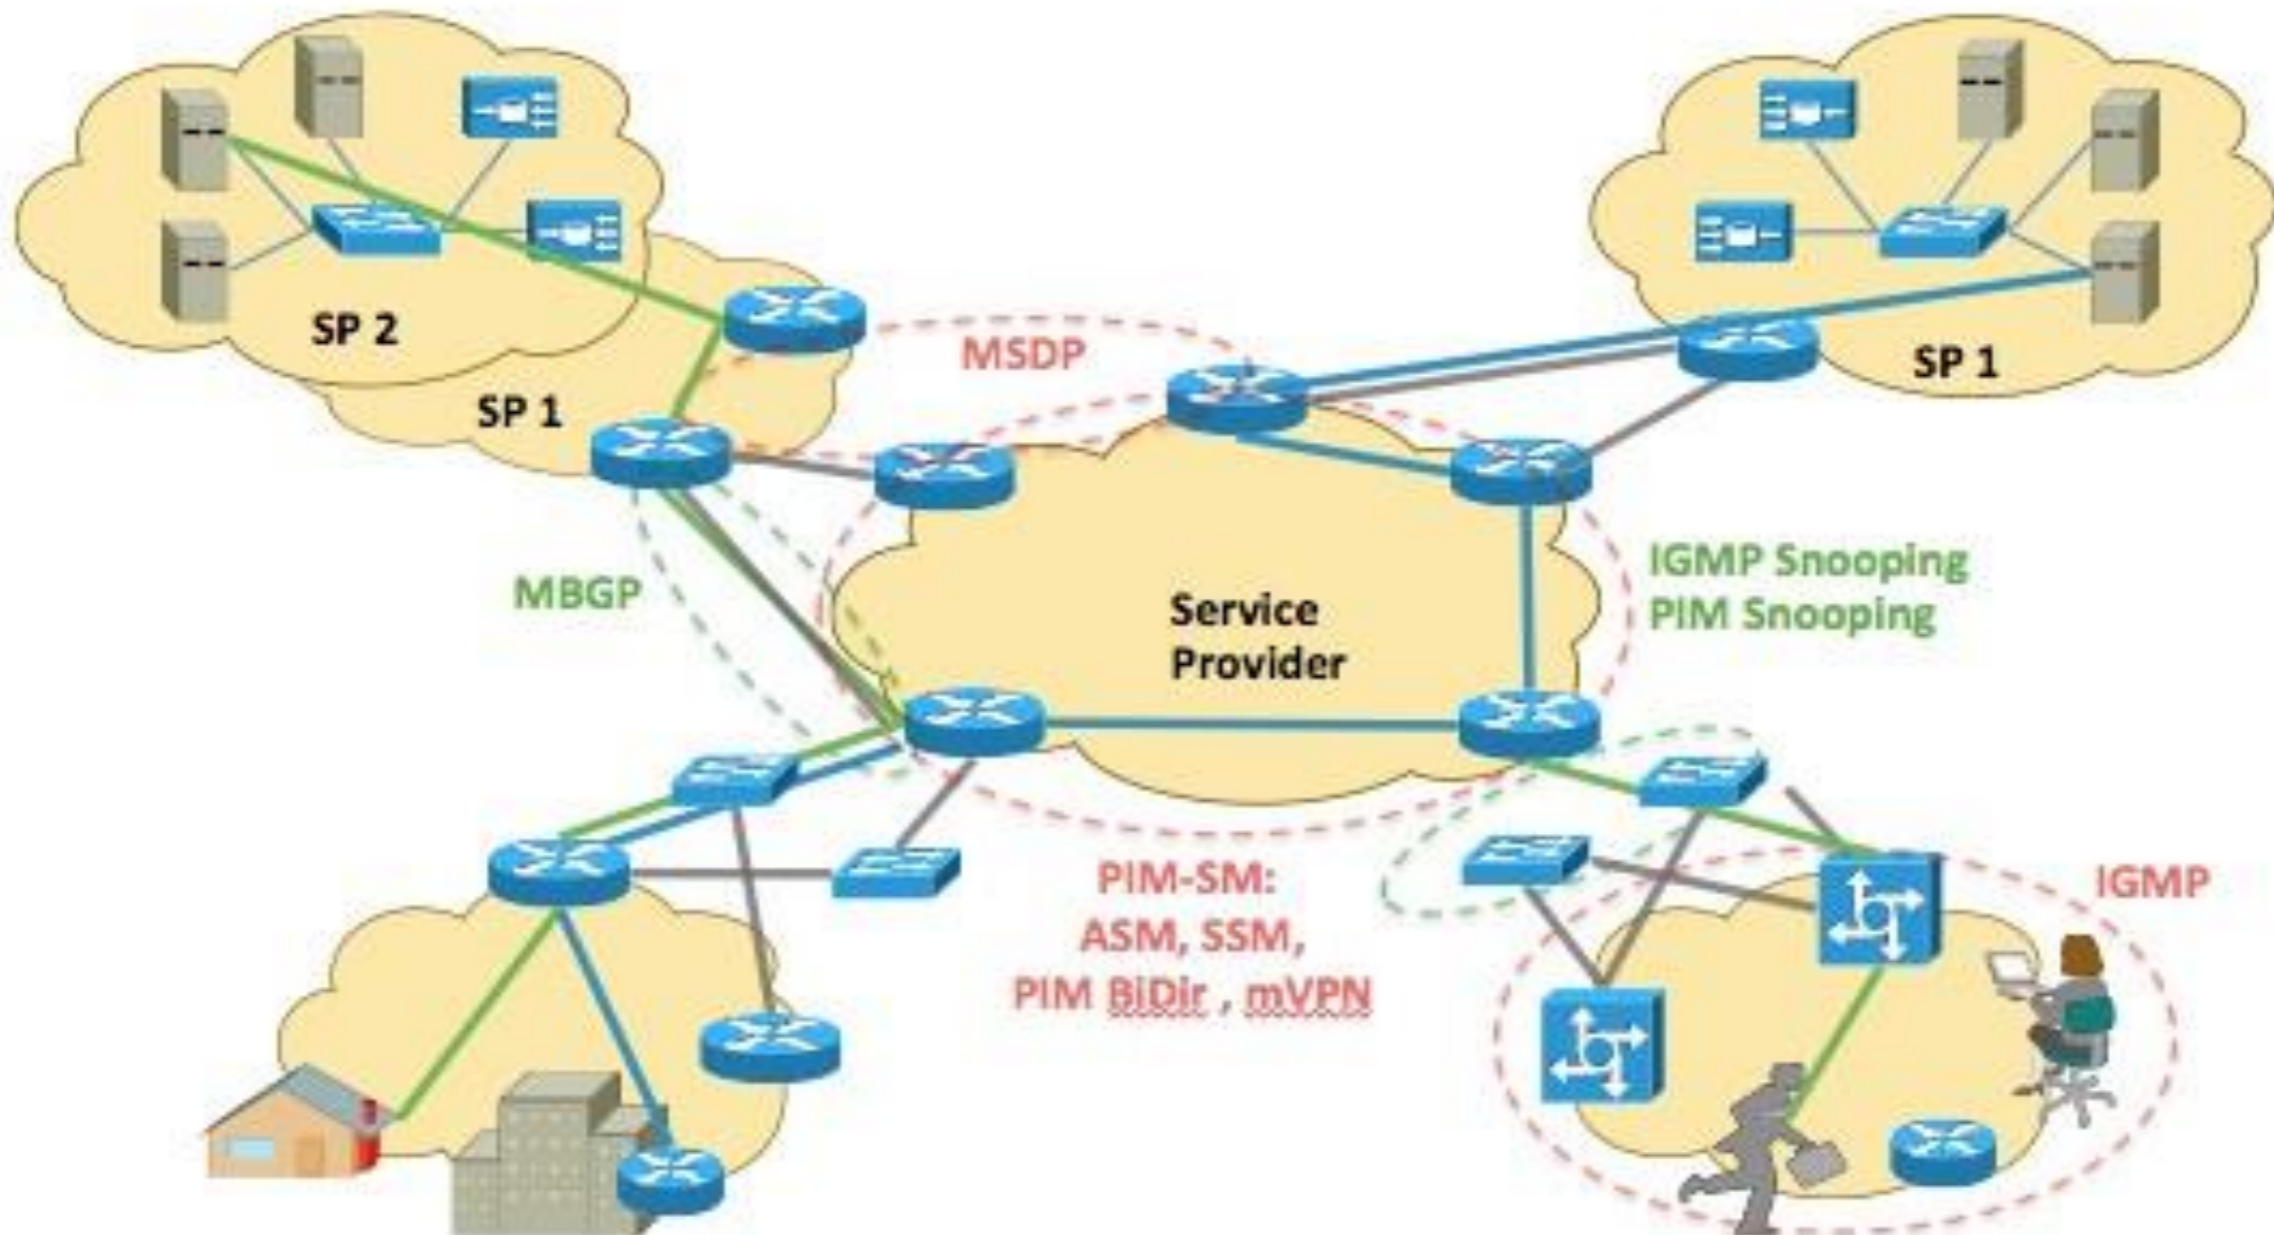 SP 2
SP 1
MSDP
SP 1
MBGP
Service
Provider
IGMP Snooping
PIM Snooping
PIM-SM:
ASM, SSM,
PIM BiDir , mVPN
IGMP